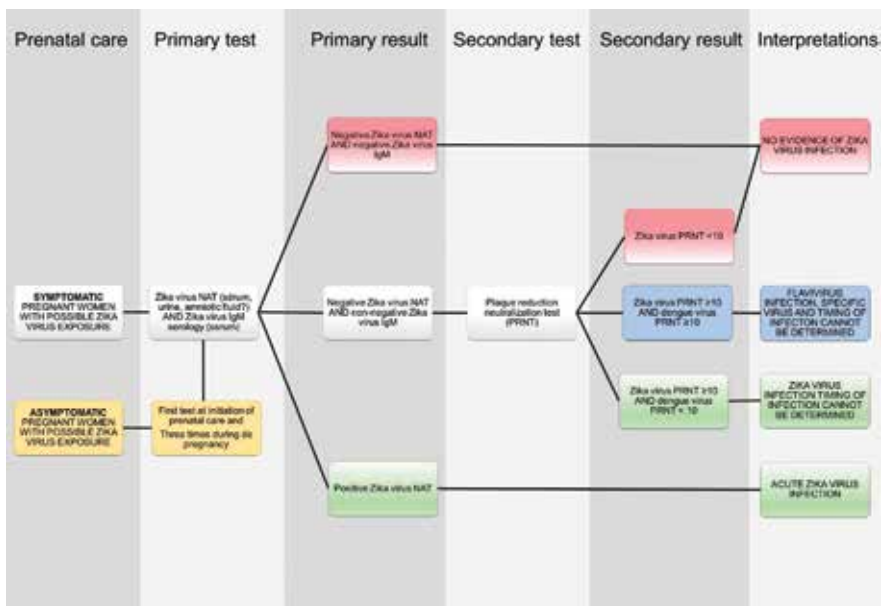 Prenatal care
Primary test
Primary result
Secondary test
Secondary result
Interpretations
Negative Zika virus NAT
AND negative Zika virus
IgM
NO EVIDENCE OF ZIKA
VIRUS INFECTION
Zika virus PRNT <10
SYMPTOMATIC
PREGNANT WOMEN
WITH POSSIBLE ZIKA
VIRUS EXPOSURE
Zika virus NAT (serum,
urine, amniotic fluid?)
AND Zika virus IgM
serology (serum)
Negative Zika virus NAT
AND non-negative Zika
virus IgM
Plaque reduction
neutralization test
(PRNT)
Zika virus PRNT ≥10
AND dengue virus
PRNT ≥10
FLAVIVIRUS
INFECTION, SPECIFIC
VIRUS AND TIMING OF
INFECTON CANNOT
BE DETERMINED
ASYMPTOMATIC
PREGNANT WOMEN
WITH POSSIBLE ZIKA
VIRUS EXPOSURE
First test at initiation of
prenatal care and
Three times during
pregnancy
Zika virus PRNT ≥10
AND dengue virus
PRNT < 10
ZIKA VIRUS
INFECTION TIMING OF
INFECTION CANNOT
BE DETERMINED
Positive Zika virus NAT
ACUTE ZIKA VIRUS
INFECTION